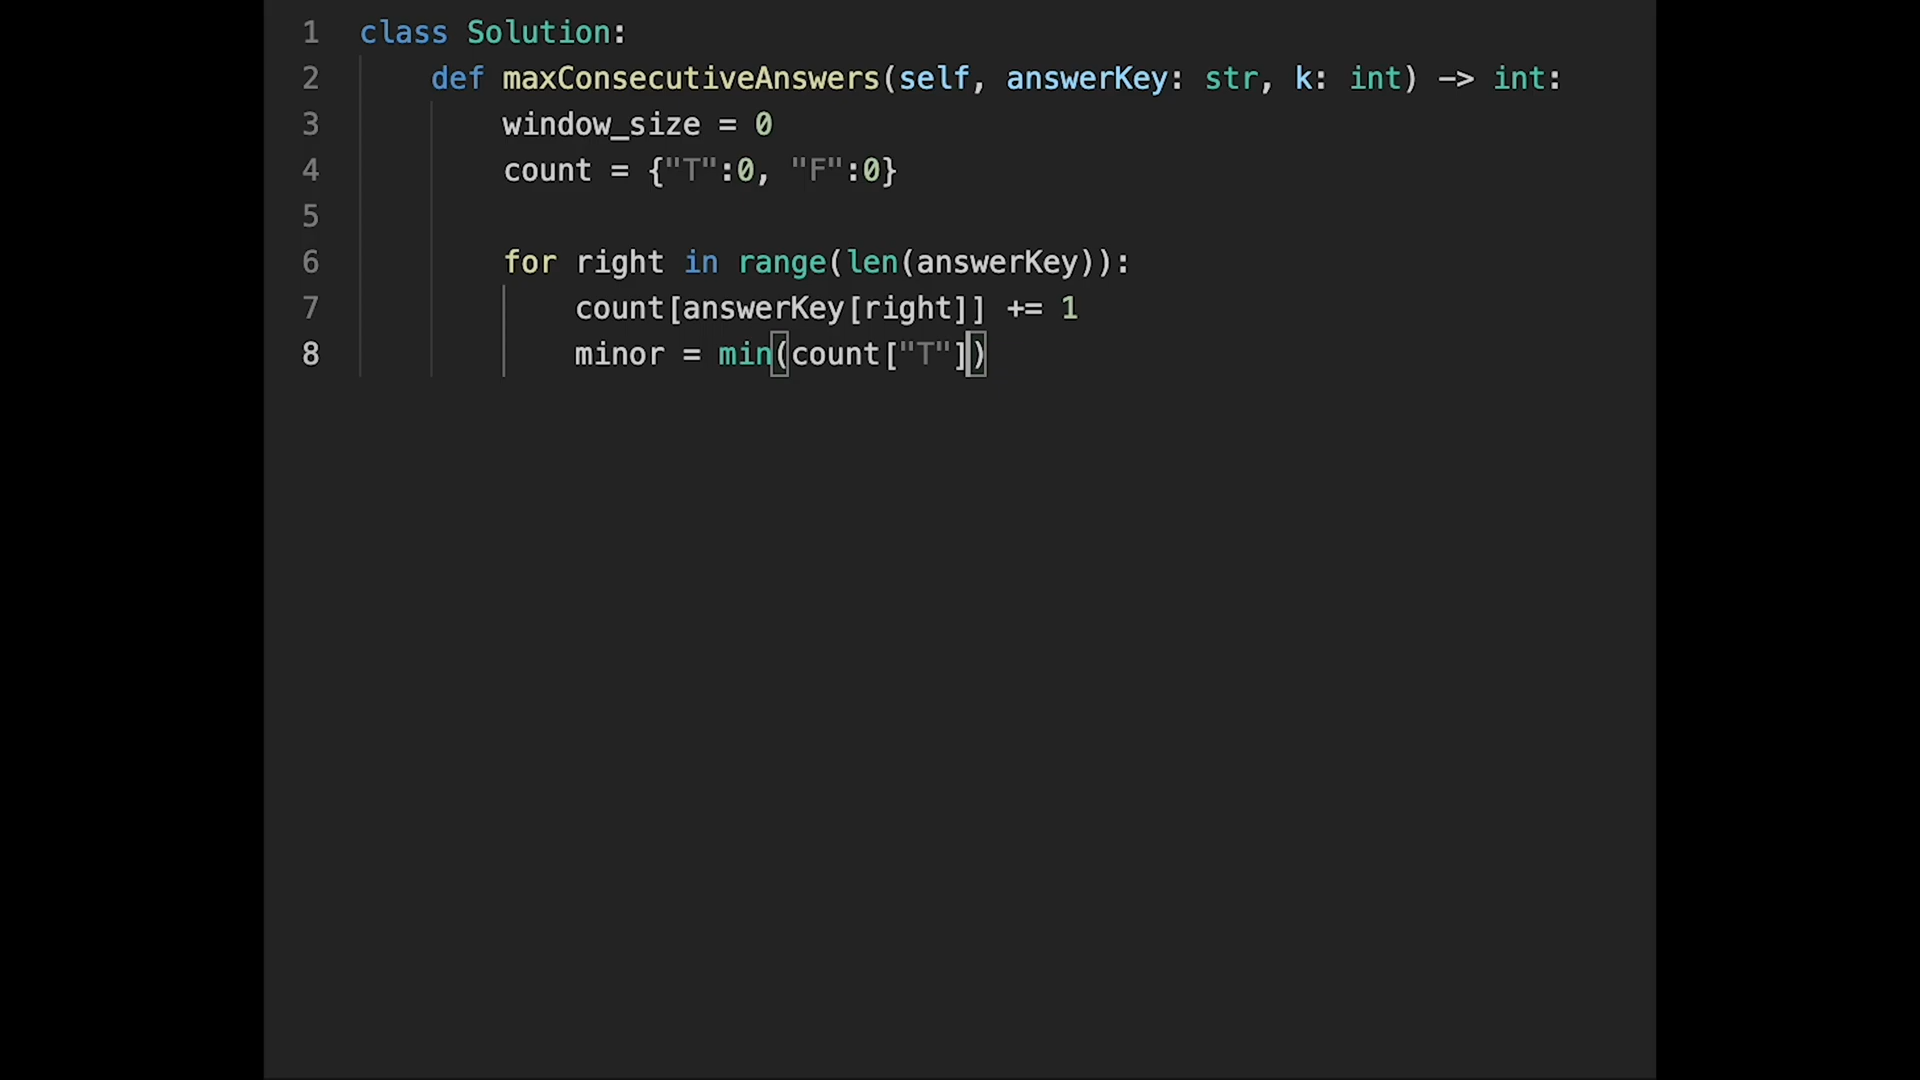 1 class Solution:
2 def maxConsecutiveAnswers(self, answerKey: str, k: int) -> int:
3 window_size = 0
4 count = {"T":0, "F":0}
5
6 for right in range(len(answerKey)):
7 count[answerKey[right]] += 1
8 minor = min(count["T"])